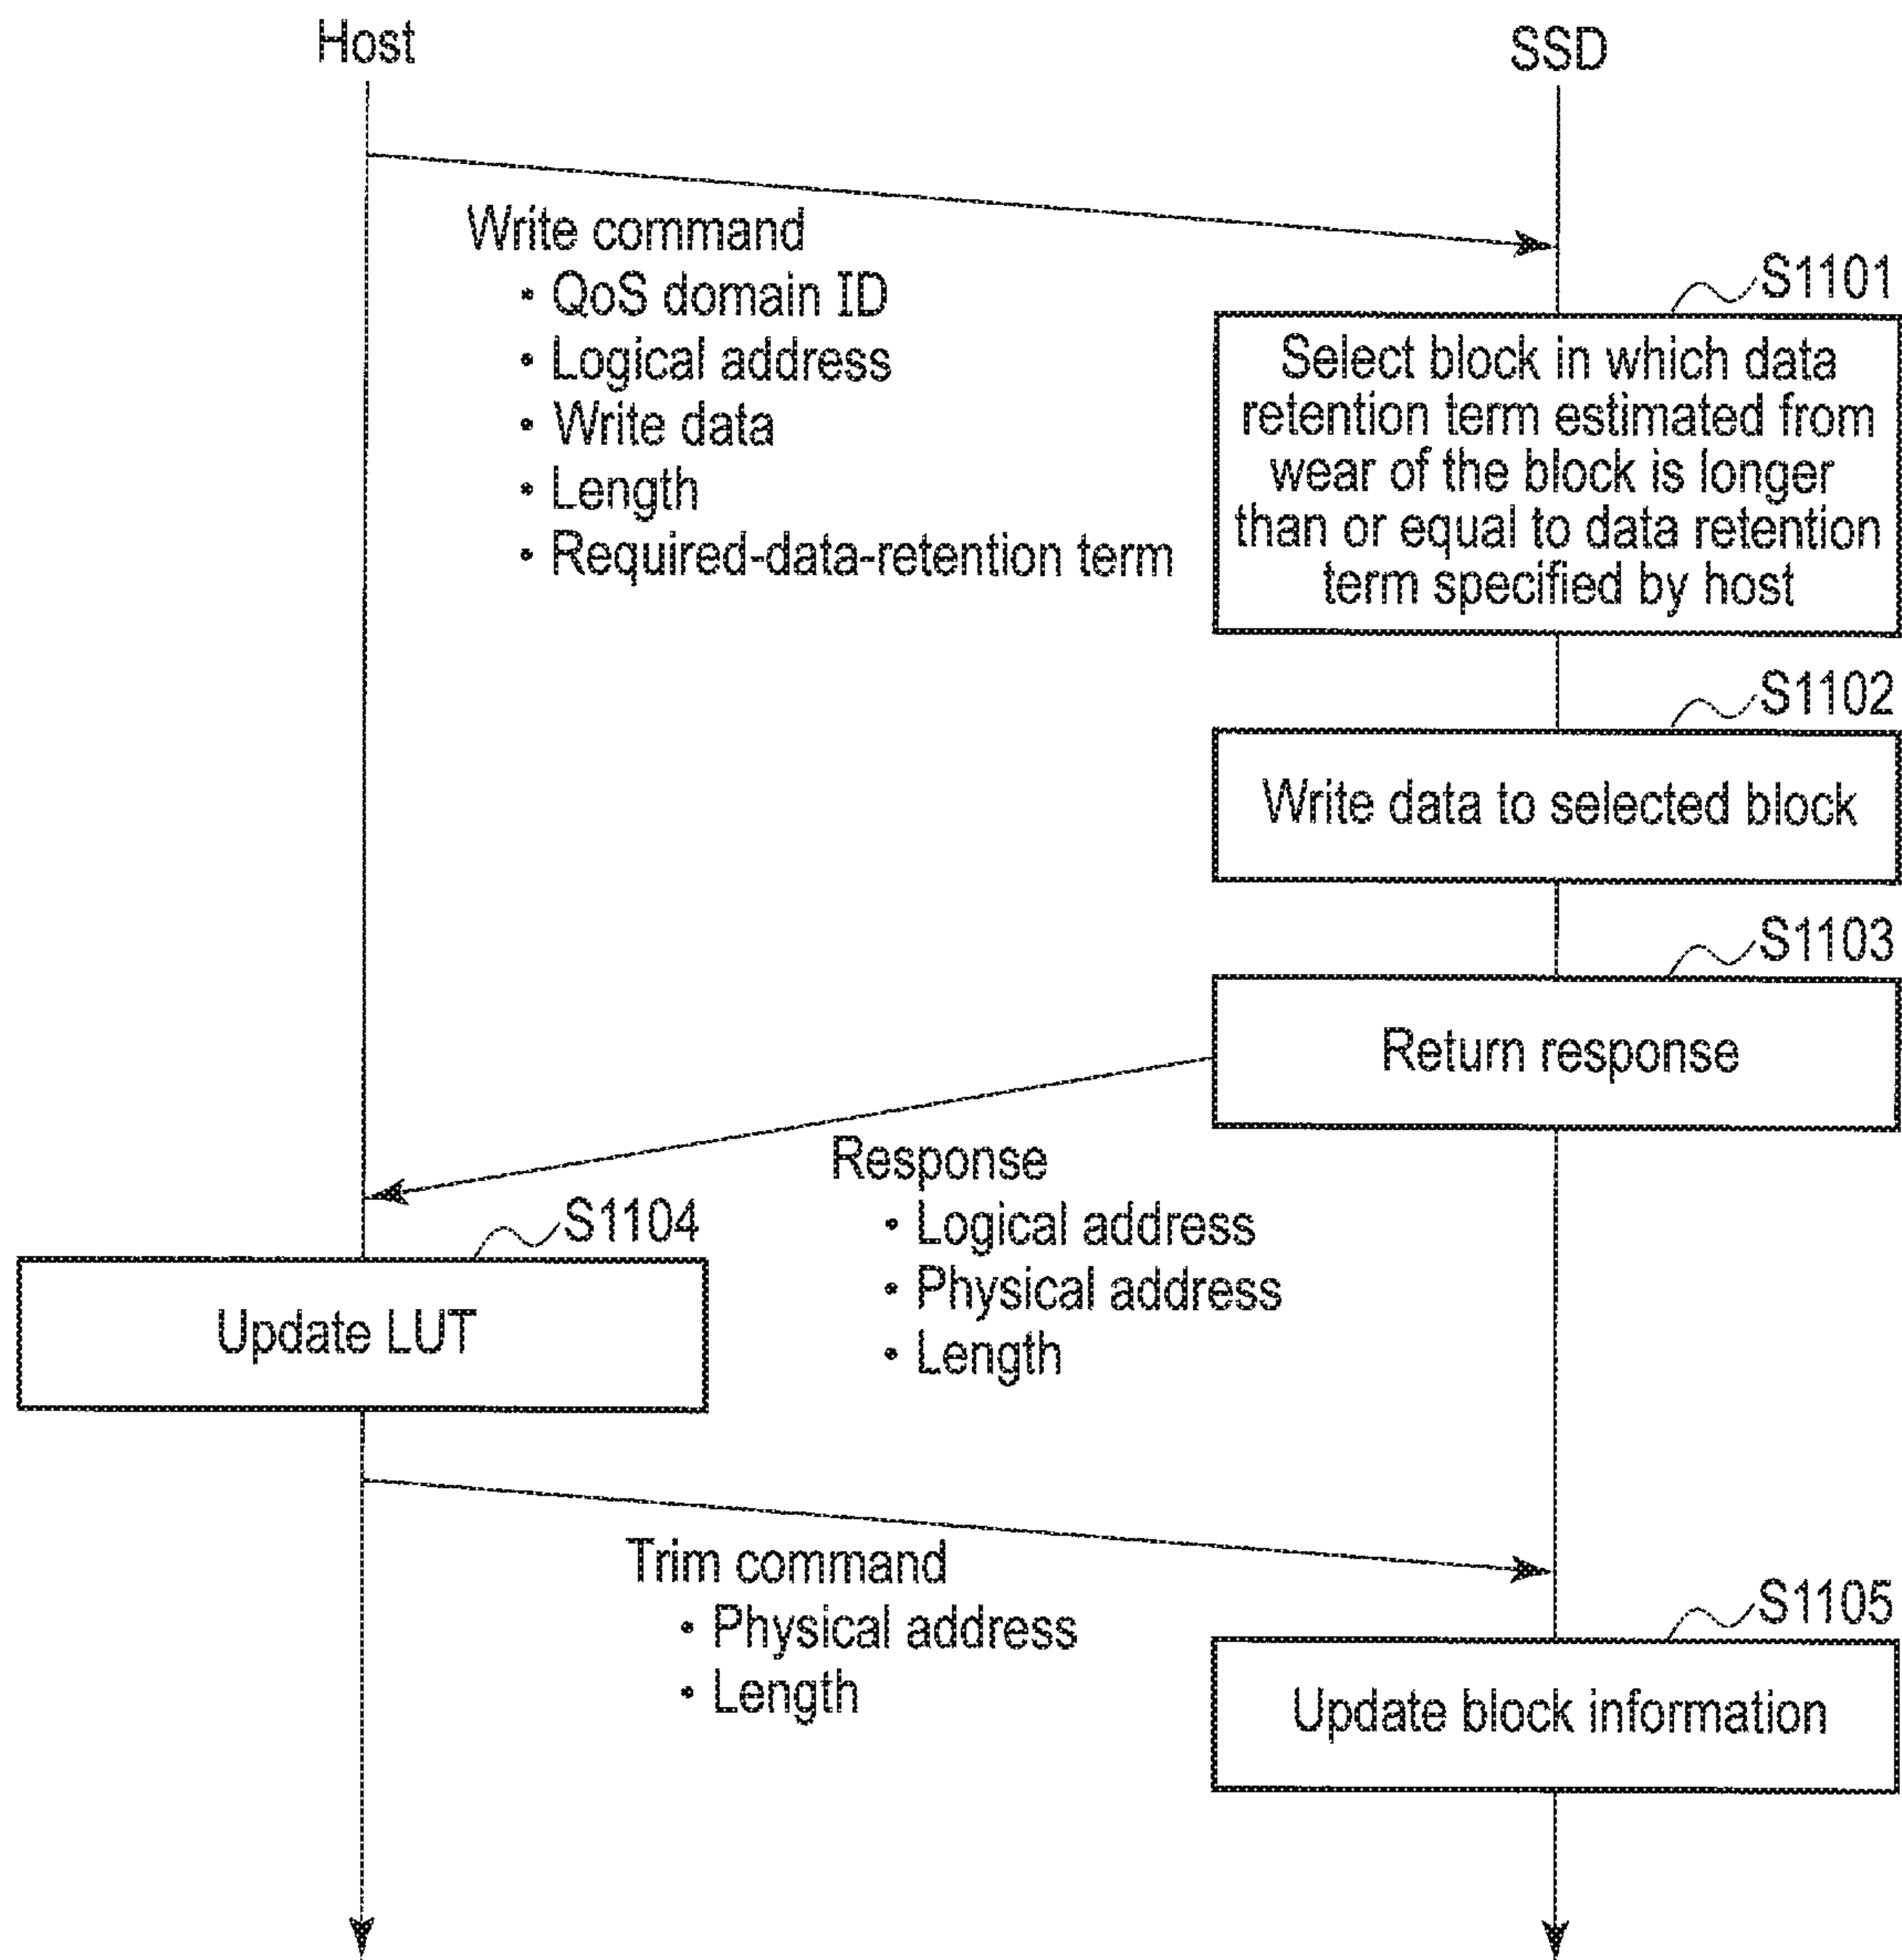 Host
SSD
Write command
• QoS domain ID
• Logical address
• Write data
• Length
• Required-data-retention term
S1101
Select block in which data
retention term estimated from
wear of the block is longer
than or equal to data retention
term specified by host
S1102
Write data to selected block
S1103
Return response
Response
• Logical address
• Physical address
• Length
S1104
Update LUT
Trim command
• Physical address
• Length
S1105
Update block information